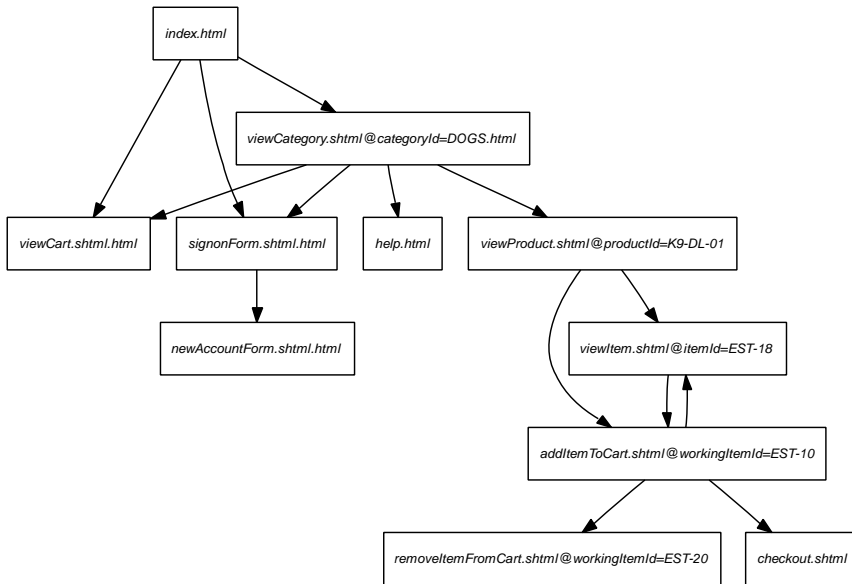 index.html
viewCategory.shtml@categoryId=DOGS.html
viewCart.shtml.html
signonForm.shtml.html
help.html
viewProduct.shtml@productId=K9-DL-01
newAccountForm.shtml.html
viewItem.shtml@itemId=EST-18
addItemToCart.shtml@workingItemId=EST-10
removeItemFromCart.shtml@workingItemId=EST-20
checkout.shtml